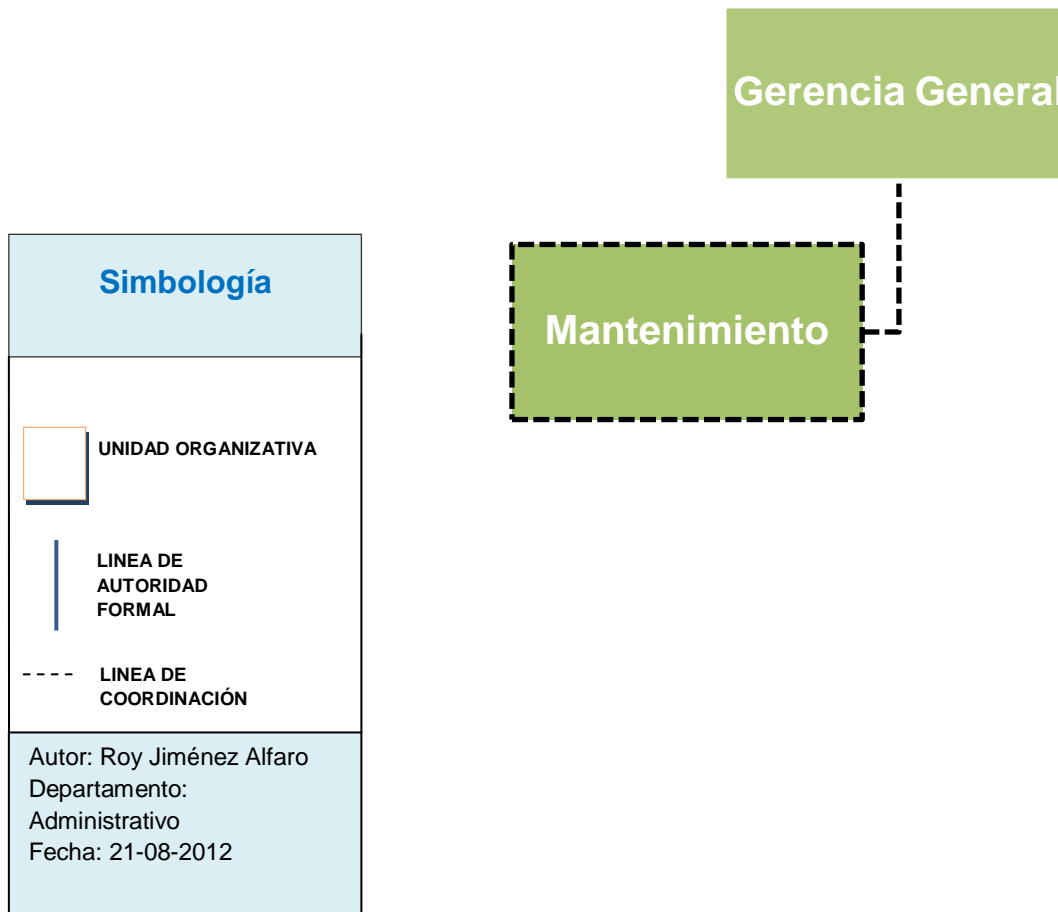 Gerencia General
Mantenimiento
Simbología
UNIDAD ORGANIZATIVA
LINEA DE
AUTORIDAD
FORMAL
LINEA DE
COORDINACIÓN
Autor: Roy Jiménez Alfaro
Departamento:
Administrativo
Fecha: 21-08-2012